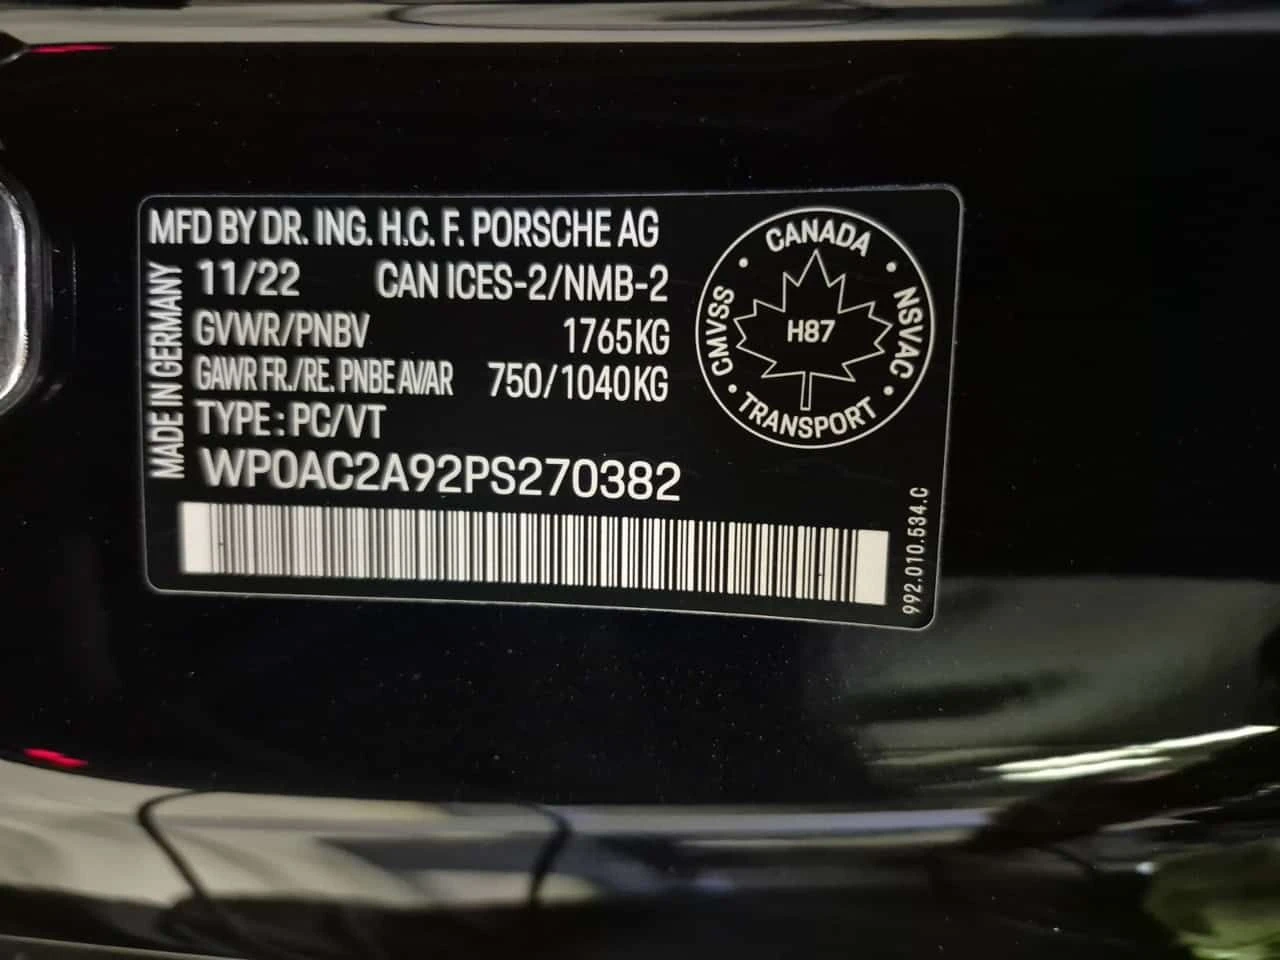 MFD BY DR. ING. H.C. F. PORSCHE AG
11/22 CAN ICES-2/NMB-2
GVWR/PNBV 1765KG
GAWR FR./RE. PNBE AV/AR 750/1040KG
TYPE : PC/VT
WP0AC2A92PS270382
MADE IN GERMANY
CANADA
NSVAC
TRANSPORT
CMVSS
H87
992.010.534.C